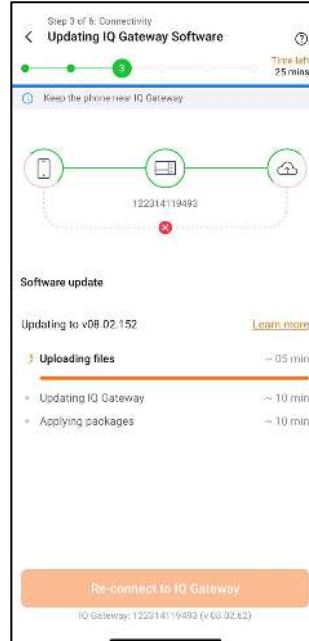 Step 3 of 6: Connectivity
Updating IQ Gateway Software
3
Time left
25 mins
Keep the phone near IQ Gateway
122314119493
Software update
Updating to v08.02.152 Learn more
Uploading files ~ 05 min
Updating IQ Gateway ~ 10 min
Applying packages ~ 10 min
Re-connect to IQ Gateway
IQ Gateway: 122314119493 (v 08.02.62)